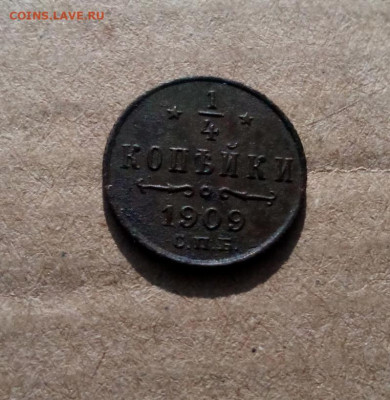 COINS.LAVE.RU
1/4
КОПѢЙКИ
1909
С.П.Б.